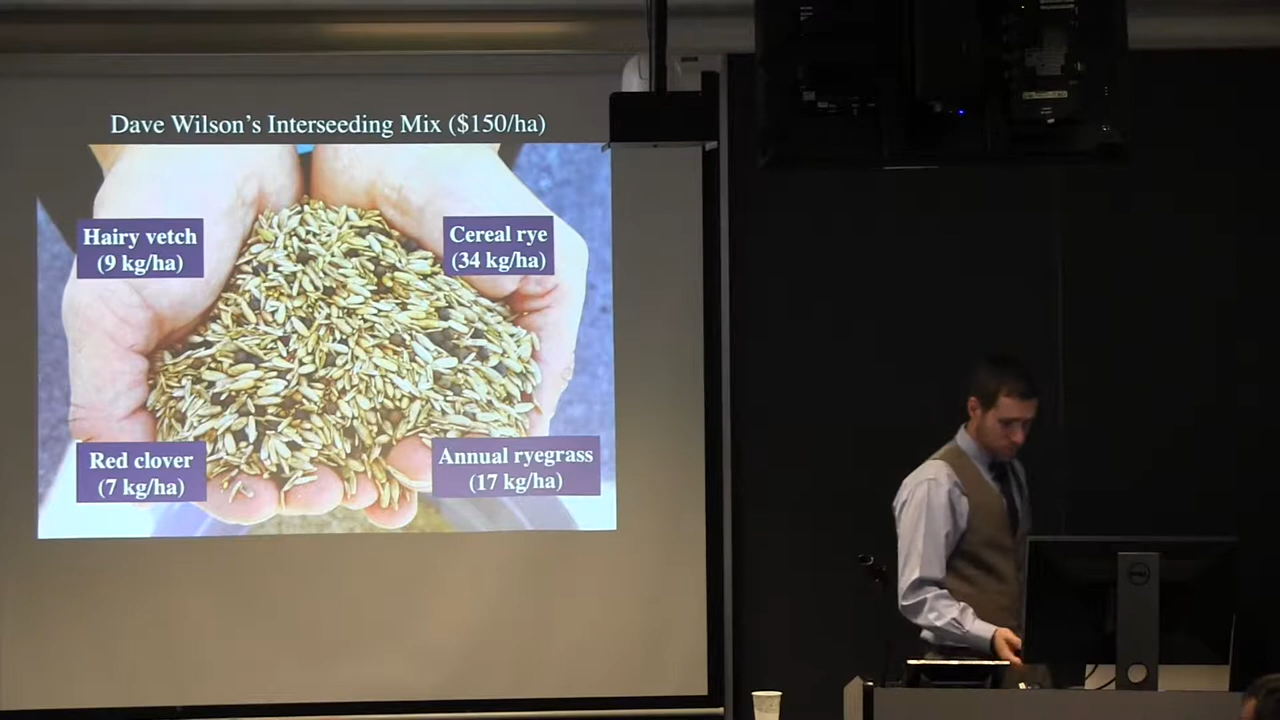 Dave Wilson's Interseeding Mix ($150/ha)
Hairy vetch
(9 kg/ha)
Cereal rye
(34 kg/ha)
Red clover
(7 kg/ha)
Annual ryegrass
(17 kg/ha)
DELL